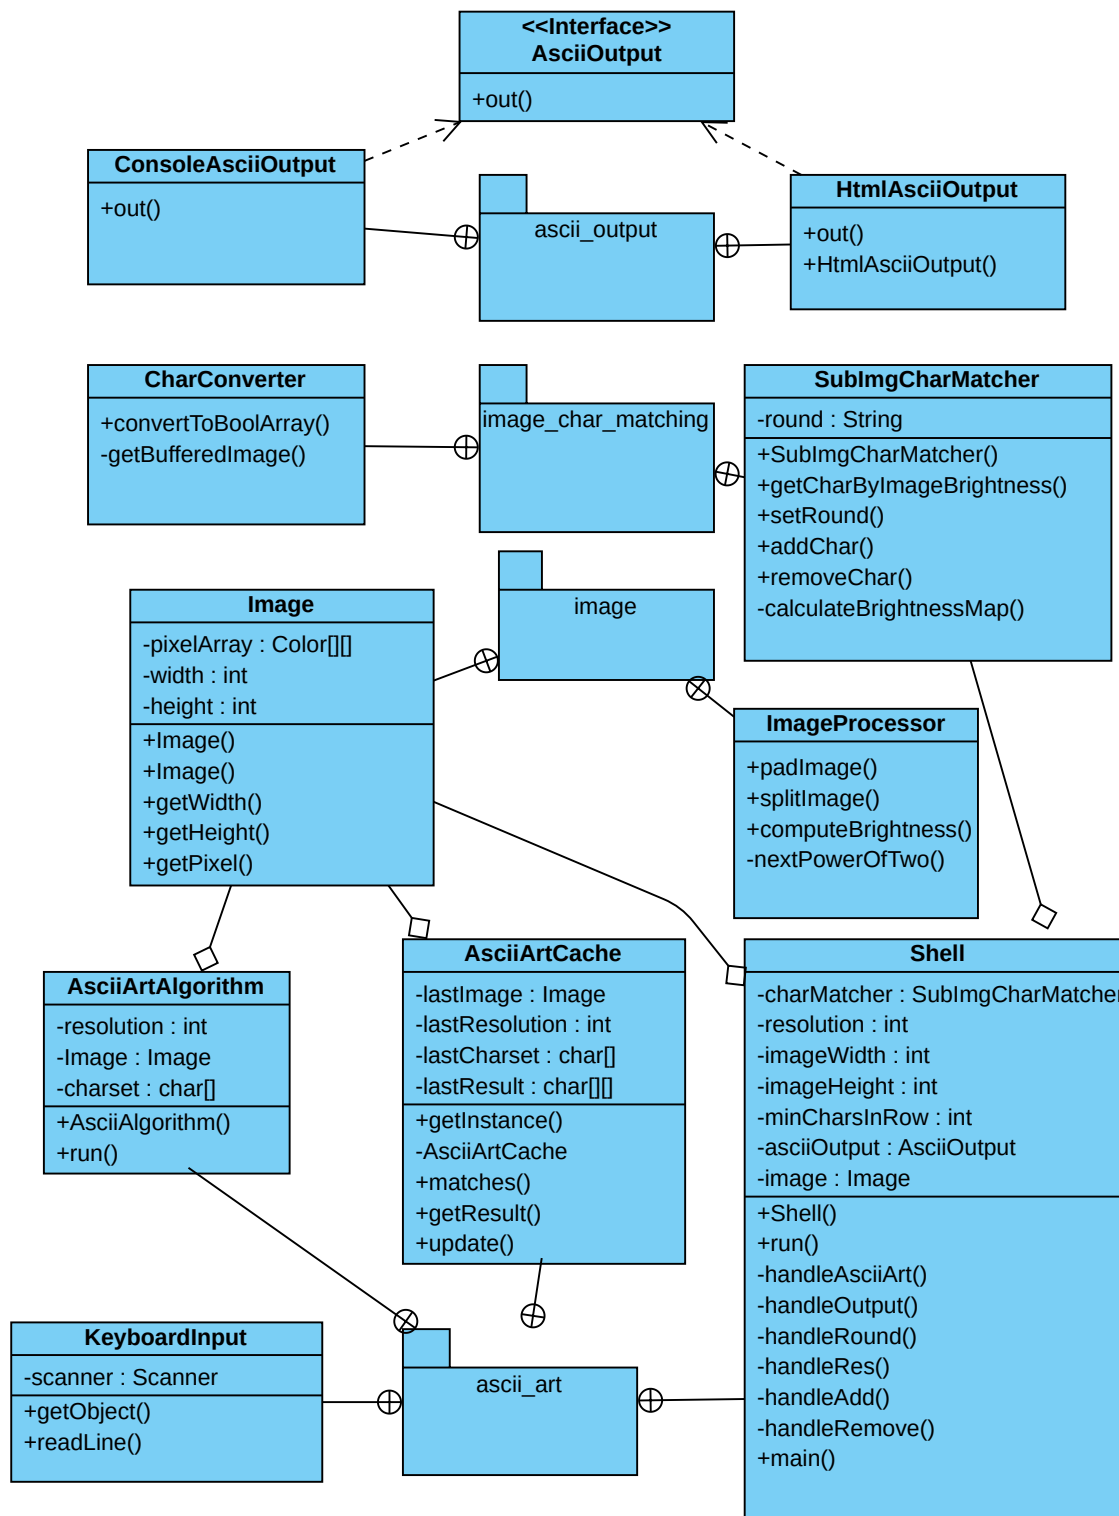 <<Interface>>
AsciiOutput
+out()
ConsoleAsciiOutput
+out()
ascii_output
HtmlAsciiOutput
+out()
+HtmlAsciiOutput()
CharConverter
+convertToBoolArray()
-getBufferedImage()
image_char_matching
SubImgCharMatcher
-round : String
+SubImgCharMatcher()
+getCharByImageBrightness()
+setRound()
+addChar()
+removeChar()
-calculateBrightnessMap()
Image
-pixelArray : Color[][]
-width : int
-height : int
+Image()
+Image()
+getWidth()
+getHeight()
+getPixel()
image
ImageProcessor
+padImage()
+splitImage()
+computeBrightness()
-nextPowerOfTwo()
AsciiArtAlgorithm
-resolution : int
-Image : Image
-charset : char[]
+AsciiAlgorithm()
+run()
AsciiArtCache
-lastImage : Image
-lastResolution : int
-lastCharset : char[]
-lastResult : char[][]
+getInstance()
-AsciiArtCache
+matches()
+getResult()
+update()
Shell
-charMatcher : SubImgCharMatcher
-resolution : int
-imageWidth : int
-imageHeight : int
-minCharsInRow : int
-asciiOutput : AsciiOutput
-image : Image
+Shell()
+run()
-handleAsciiArt()
-handleOutput()
-handleRound()
-handleRes()
-handleAdd()
-handleRemove()
+main()
KeyboardInput
-scanner : Scanner
+getObject()
+readLine()
ascii_art